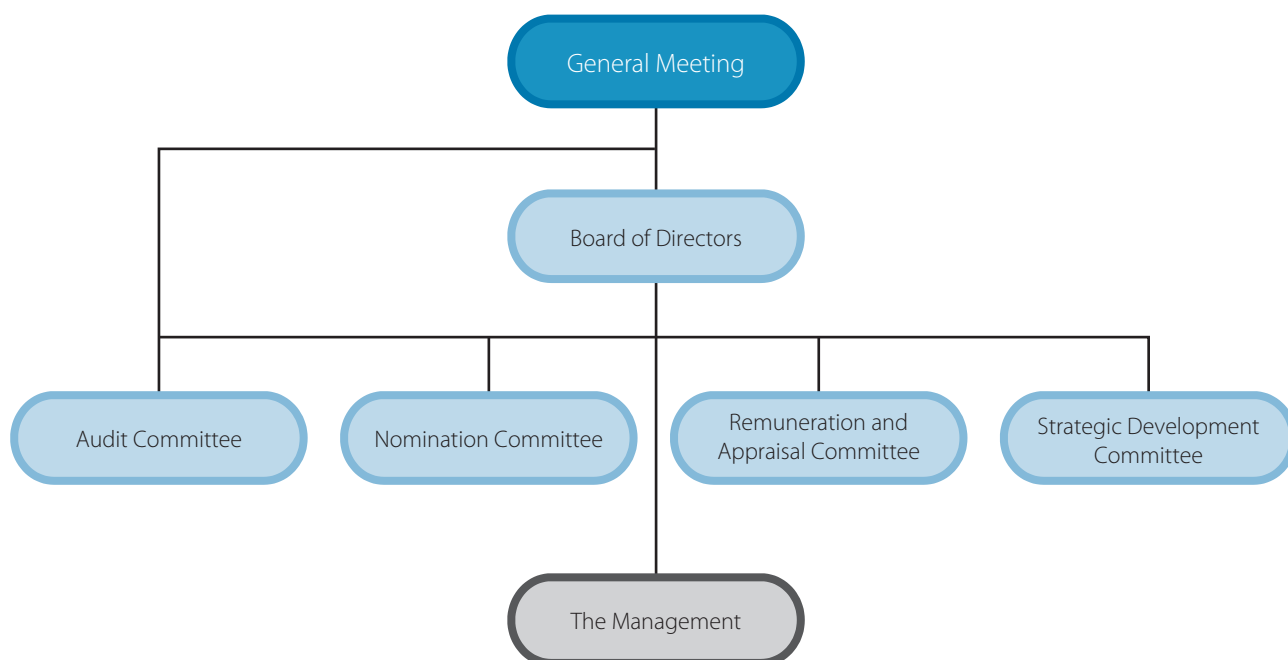 General Meeting
Board of Directors
Audit Committee
Nomination Committee
Remuneration and
Appraisal Committee
Strategic Development
Committee
The Management